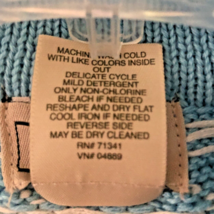 MACHINE WASH COLD
WITH LIKE COLORS INSIDE
OUT
DELICATE CYCLE
MILD DETERGENT
ONLY NON-CHLORINE
BLEACH IF NEEDED
RESHAPE AND DRY FLAT
COOL IRON IF NEEDED
REVERSE SIDE
MAY BE DRY CLEANED
RN# 71341
VN# 04869